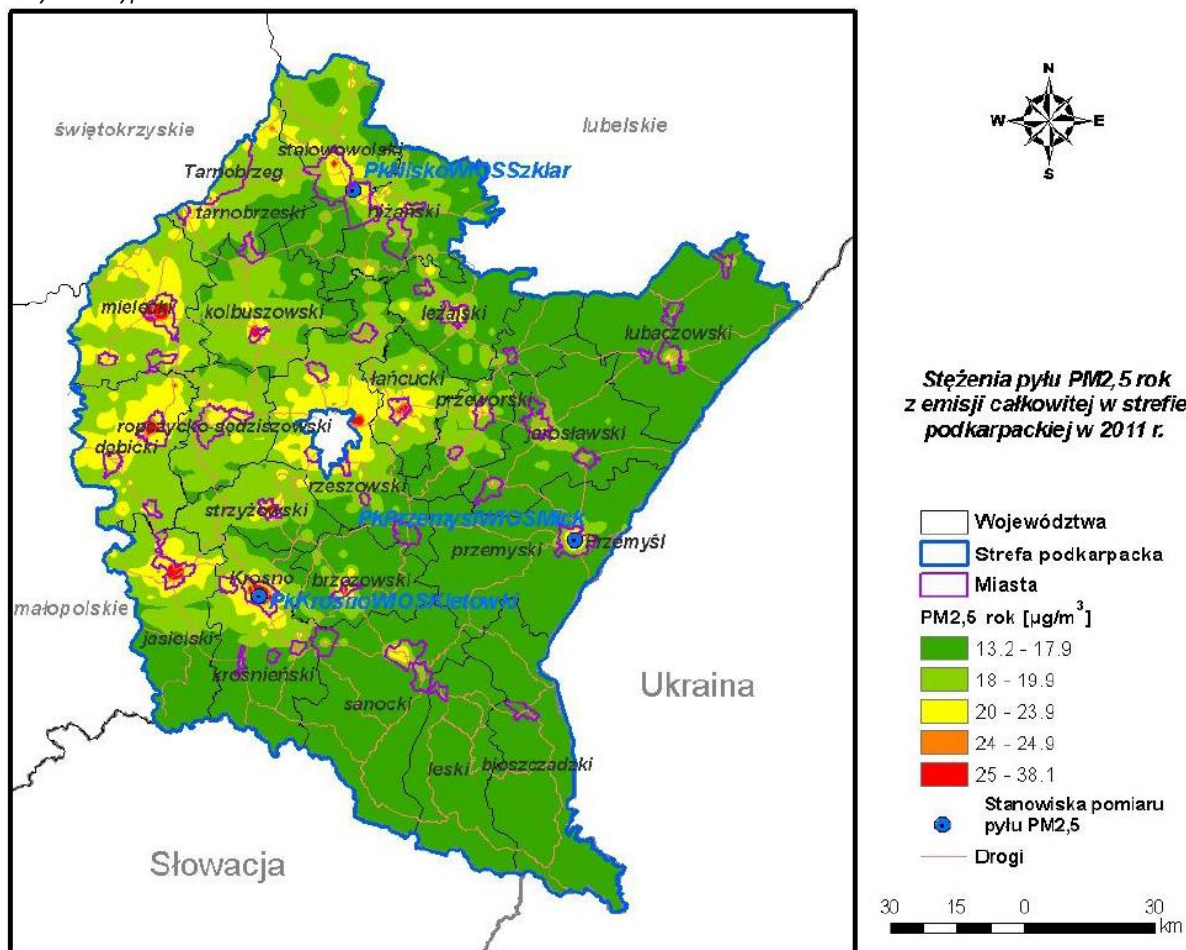 świętokrzyskie
lubelskie
stalowowolski
PkNiskoWIOSSzklar
Tarnobrzeg
tarnobrzeski
niżański
mielecki
kolbuszowski
leżajski
lubaczowski
łańcucki
przeworski
ropczycko-sędziszowski
jarosławski
dębicki
rzeszowski
strzyżowski
PkPrzemyslWIOSMick
przemyski
Przemyśl
Krosno
brzozowski
PkKrosnoWIOSKletowki
małopolskie
jasielski
krośnieński
Ukraina
sanocki
leski
bieszczadzki
Słowacja
N
W E
S
Stężenia pyłu PM2,5 rok
z emisji całkowitej w strefie
podkarpackiej w 2011 r.
Województwa
Strefa podkarpacka
Miasta
PM2,5 rok [µg/m³]
13.2 - 17.9
18 - 19.9
20 - 23.9
24 - 24.9
25 - 38.1
Stanowiska pomiaru
pyłu PM2,5
Drogi
30 15 0 30
km